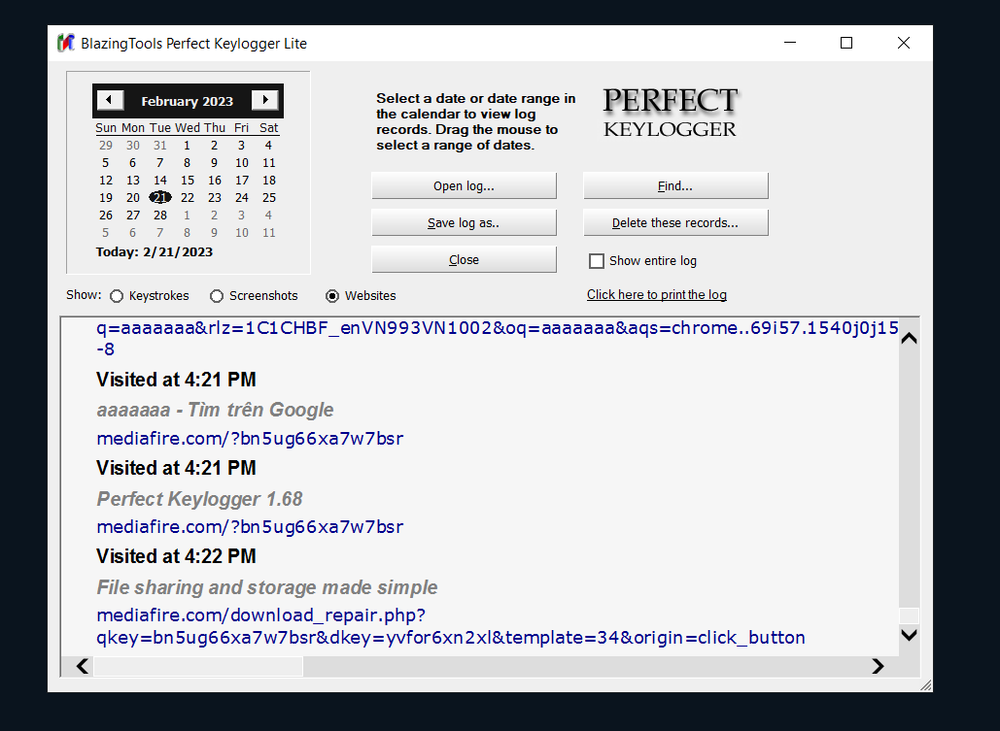 BlazingTools Perfect Keylogger Lite
February 2023
Sun Mon Tue Wed Thu Fri Sat
29 30 31 1 2 3 4
5 6 7 8 9 10 11
12 13 14 15 16 17 18
19 20 21 22 23 24 25
26 27 28 1 2 3 4
5 6 7 8 9 10 11
Today: 2/21/2023
Select a date or date range in
the calendar to view log
records. Drag the mouse to
select a range of dates.
PERFECT
KEYLOGGER
Open log...
Find...
Save log as..
Delete these records...
Close
Show entire log
Show: Keystrokes Screenshots Websites
Click here to print the log
q=aaaaaaa&rlz=1C1CHBF_enVN993VN1002&oq=aaaaaaa&aqs=chrome..69i57.1540j0j15
-8
Visited at 4:21 PM
aaaaaaa - Tìm trên Google
mediafire.com/?bn5ug66xa7w7bsr
Visited at 4:21 PM
Perfect Keylogger 1.68
mediafire.com/?bn5ug66xa7w7bsr
Visited at 4:22 PM
File sharing and storage made simple
mediafire.com/download_repair.php?
qkey=bn5ug66xa7w7bsr&dkey=yvfor6xn2xl&template=34&origin=click_button